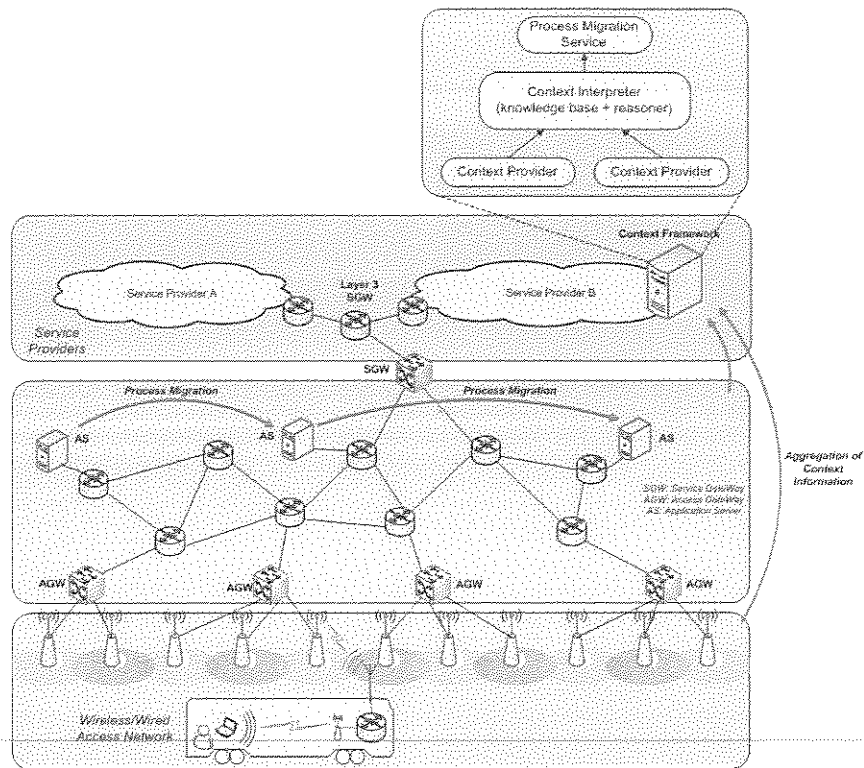 Process Migration
Service
Context Interpreter
(knowledge base + reasoner)
Context Provider
Context Provider
Context Framework
Service Provider A
Layer 3
SGW
Service Provider B
Service
Providers
SGW
Process Migration
Process Migration
AS
AS
AS
Aggregation of
Context
Information
SGW: Service GateWay
AGW: Access GateWay
AS: Application Server
AGW
AGW
AGW
AGW
Wireless/Wired
Access Network